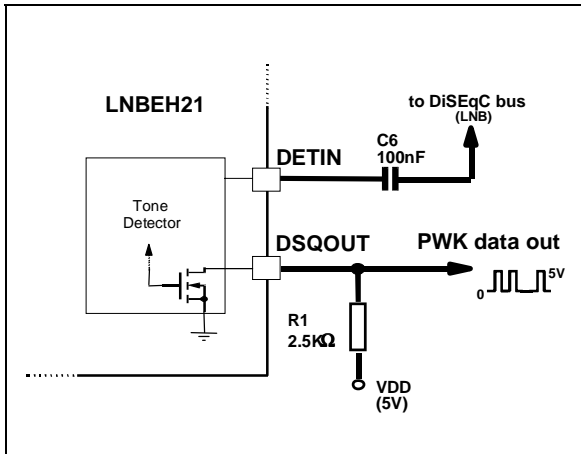 LNBEH21
to DiSEqC bus
(LNB)
C6
100nF
DETIN
Tone
Detector
DSQOUT
PWK data out
0
5V
R1
2.5KΩ
VDD
(5V)